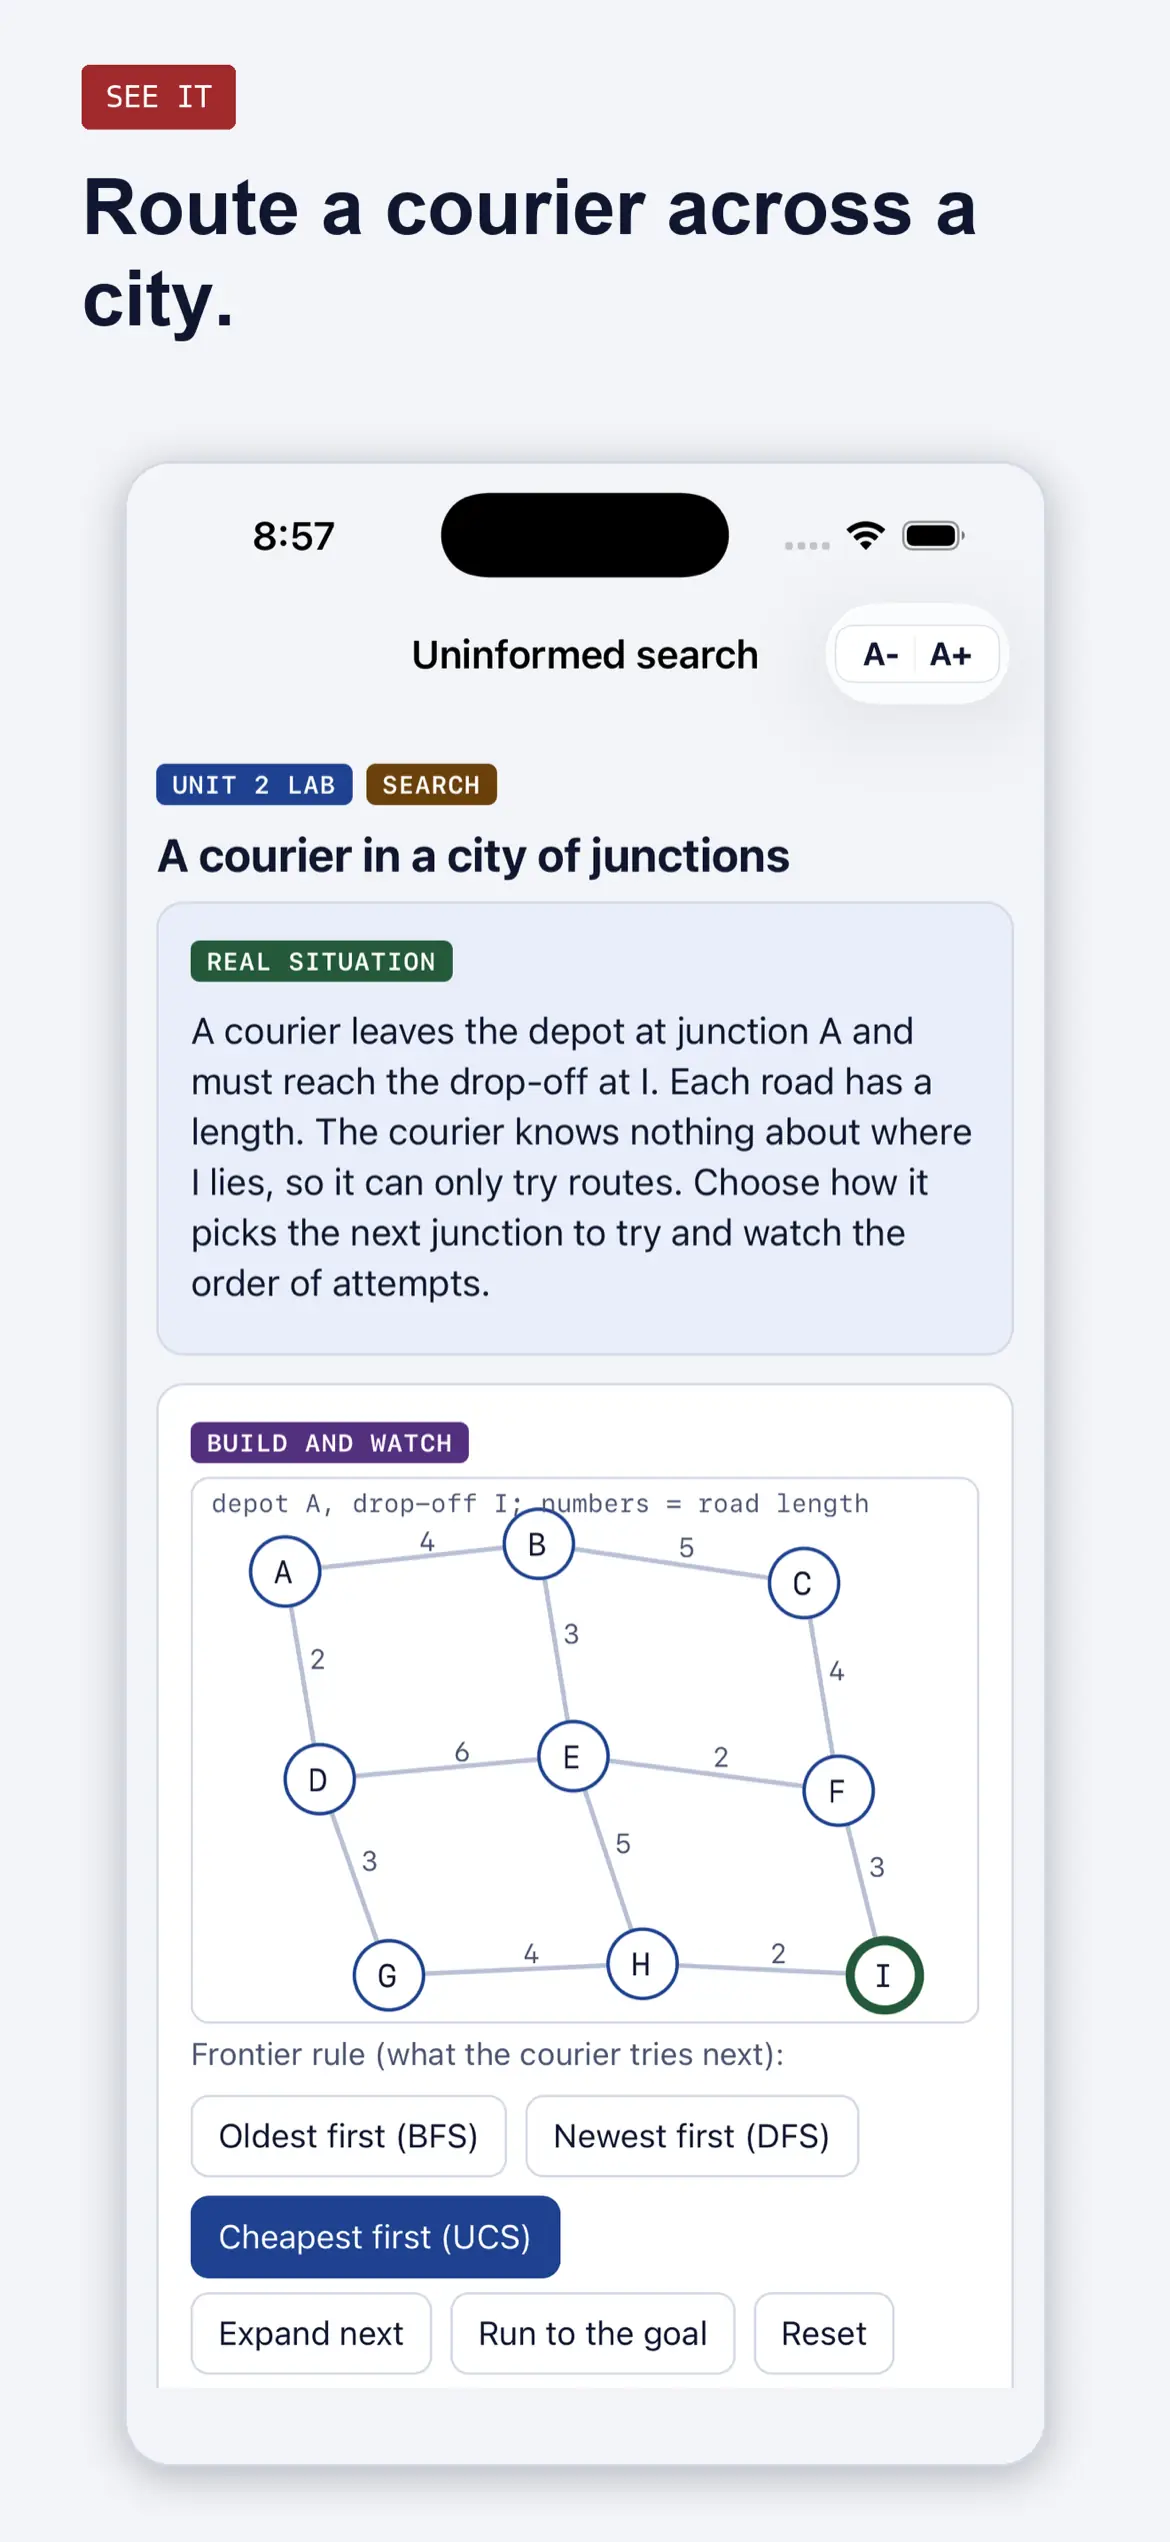 SEE IT
Route a courier across a
city.
8:57
Uninformed search
A- A+
UNIT 2 LAB SEARCH
A courier in a city of junctions
REAL SITUATION
A courier leaves the depot at junction A and
must reach the drop-off at I. Each road has a
length. The courier knows nothing about where
I lies, so it can only try routes. Choose how it
picks the next junction to try and watch the
order of attempts.
BUILD AND WATCH
depot A, drop-off I; numbers = road length
A 4 B 5 C
2 3 4
D 6 E 2 F
3 5 3
G 4 H 2 I
Frontier rule (what the courier tries next):
Oldest first (BFS) Newest first (DFS)
Cheapest first (UCS)
Expand next Run to the goal Reset